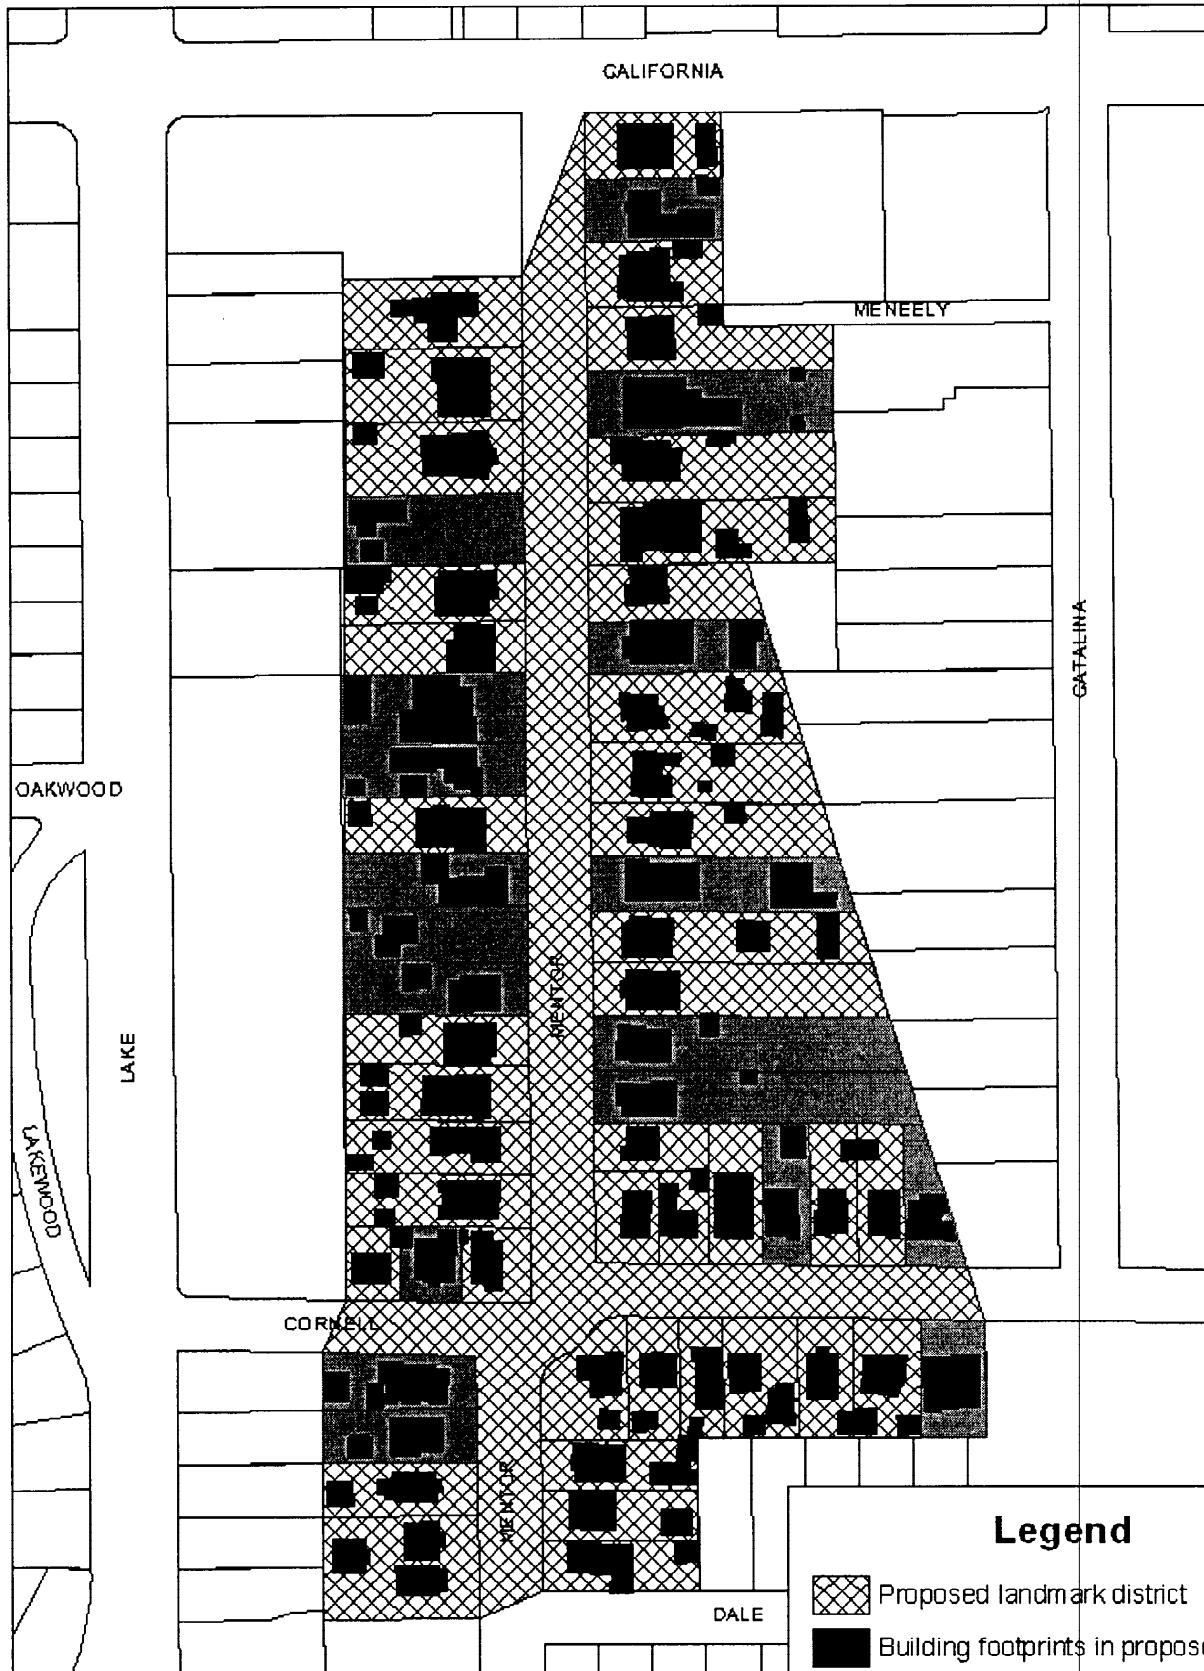 CALIFORNIA
MENEELY
CATALINA
OAKWOOD
MENTOR
LAKE
LAKEWOOD
CORNELL
MENTOR
Legend
Proposed landmark district
DALE
Building footprints in propos